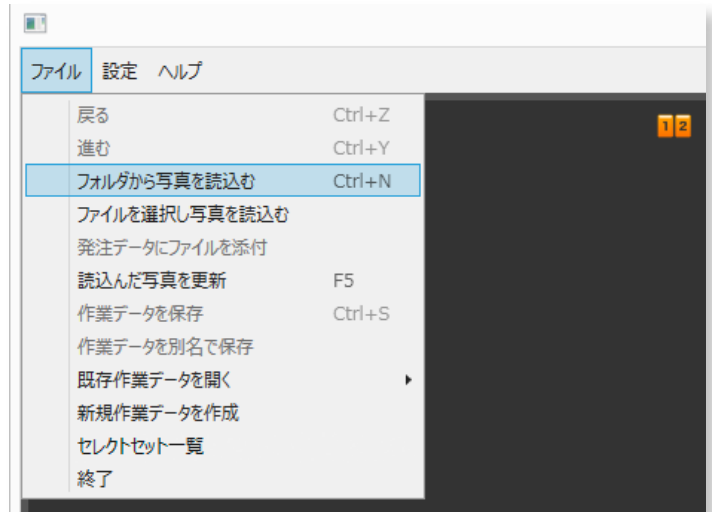 ファイル 設定 ヘルプ
戻る Ctrl+Z
進む Ctrl+Y
フォルダから写真を読込む Ctrl+N
ファイルを選択し写真を読込む
発注データにファイルを添付
読込んだ写真を更新 F5
作業データを保存 Ctrl+S
作業データを別名で保存
既存作業データを開く
新規作業データを作成
セレクトセット一覧
終了
1 2